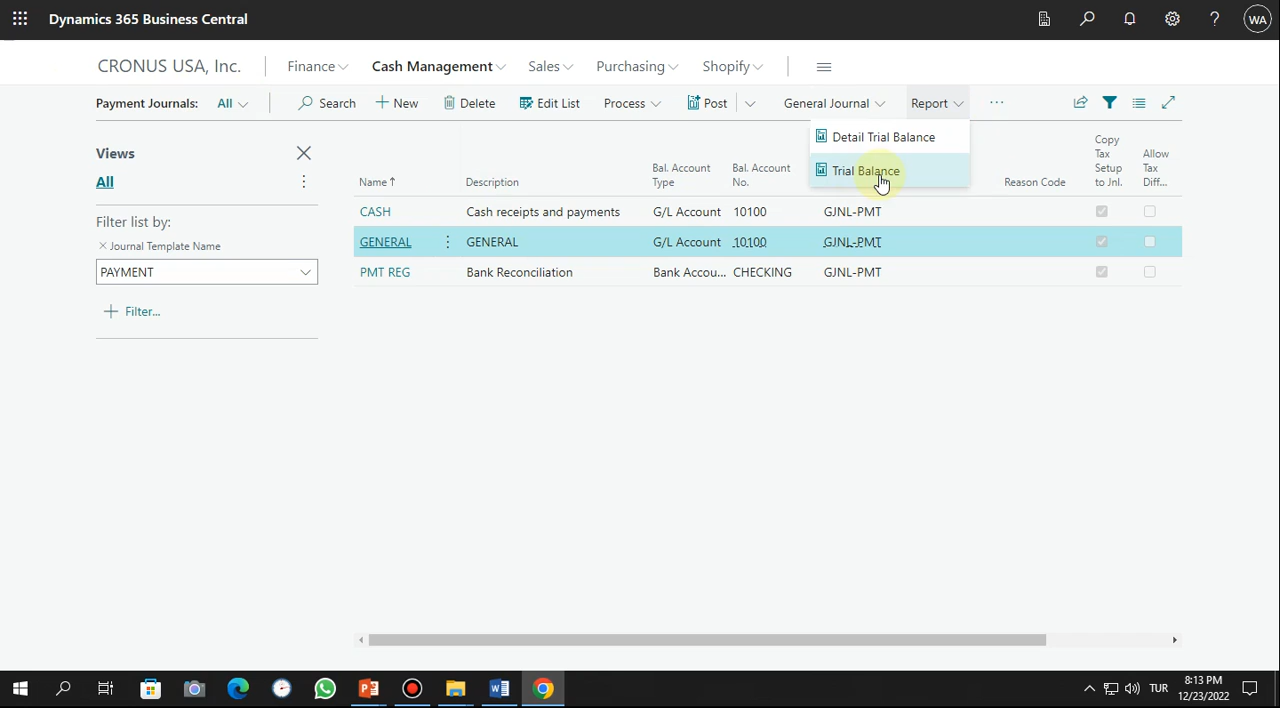 Dynamics 365 Business Central
WA
CRONUS USA, Inc.
Finance
Cash Management
Sales
Purchasing
Shopify
Payment Journals:
All
Search
New
Delete
Edit List
Process
Post
General Journal
Report
Detail Trial Balance
Trial Balance
Views
All
Filter list by:
× Journal Template Name
PAYMENT
Filter...
Name ↑
Description
Bal. Account
Type
Bal. Account
No.
Reason Code
Copy
Tax
Setup
to Jnl.
Allow
Tax
Diff...
CASH Cash receipts and payments G/L Account 10100 GJNL-PMT
GENERAL GENERAL G/L Account 10100 GJNL-PMT
PMT REG Bank Reconciliation Bank Accou... CHECKING GJNL-PMT
TUR
8:13 PM
12/23/2022